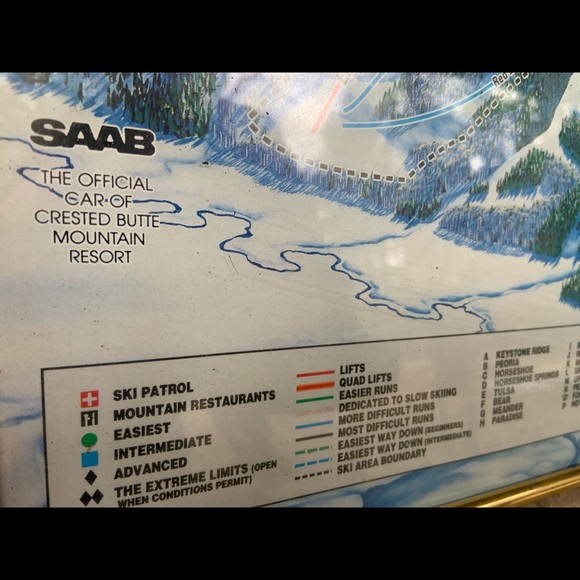 SAAB
THE OFFICIAL
CAR OF
CRESTED BUTTE
MOUNTAIN
RESORT
SKI PATROL
MOUNTAIN RESTAURANTS
EASIEST
INTERMEDIATE
ADVANCED
THE EXTREME LIMITS (OPEN
WHEN CONDITIONS PERMIT)
LIFTS
QUAD LIFTS
EASIER RUNS
DEDICATED TO SLOW SKIING
MORE DIFFICULT RUNS
MOST DIFFICULT RUNS
EASIEST WAY DOWN (BEGINNERS)
EASIEST WAY DOWN (INTERMEDIATE)
SKI AREA BOUNDARY
A KEYSTONE RIDGE
B PEORIA
C HORSESHOE
D HORSESHOE SPRINGS
E TULSA
F BEAR
G MEANDER
H PARADISE